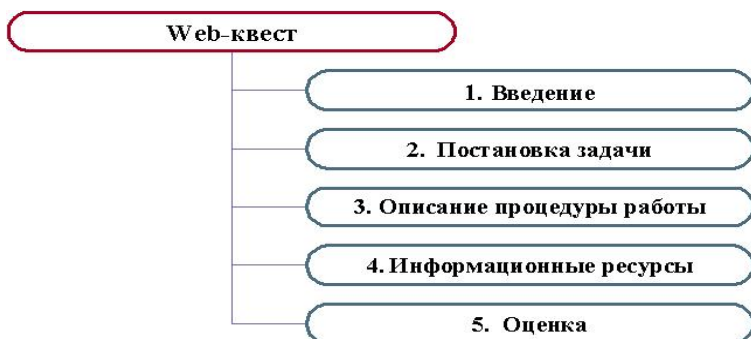 Web-квест
1. Введение
2. Постановка задачи
3. Описание процедуры работы
4. Информационные ресурсы
5. Оценка